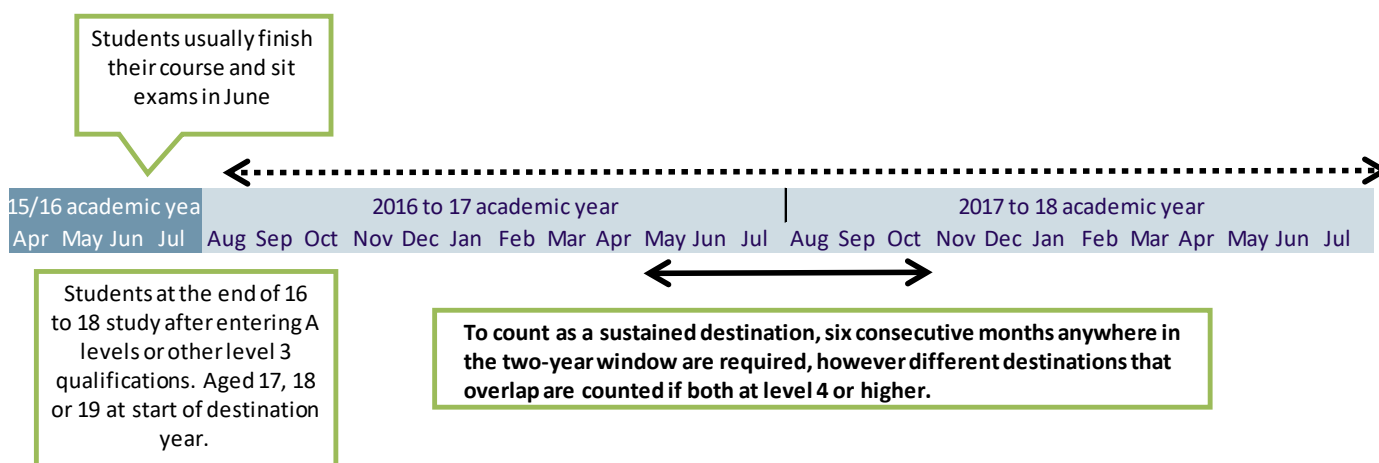 Students usually finish
their course and sit
exams in June
15/16 academic yea
2016 to 17 academic year
2017 to 18 academic year
Apr May Jun Jul Aug Sep Oct Nov Dec Jan Feb Mar Apr May Jun Jul Aug Sep Oct Nov Dec Jan Feb Mar Apr May Jun Jul
Students at the end of 16
to 18 study after entering A
levels or other level 3
qualifications. Aged 17, 18
or 19 at start of destination
year.
To count as a sustained destination, six consecutive months anywhere in
the two-year window are required, however different destinations that
overlap are counted if both at level 4 or higher.